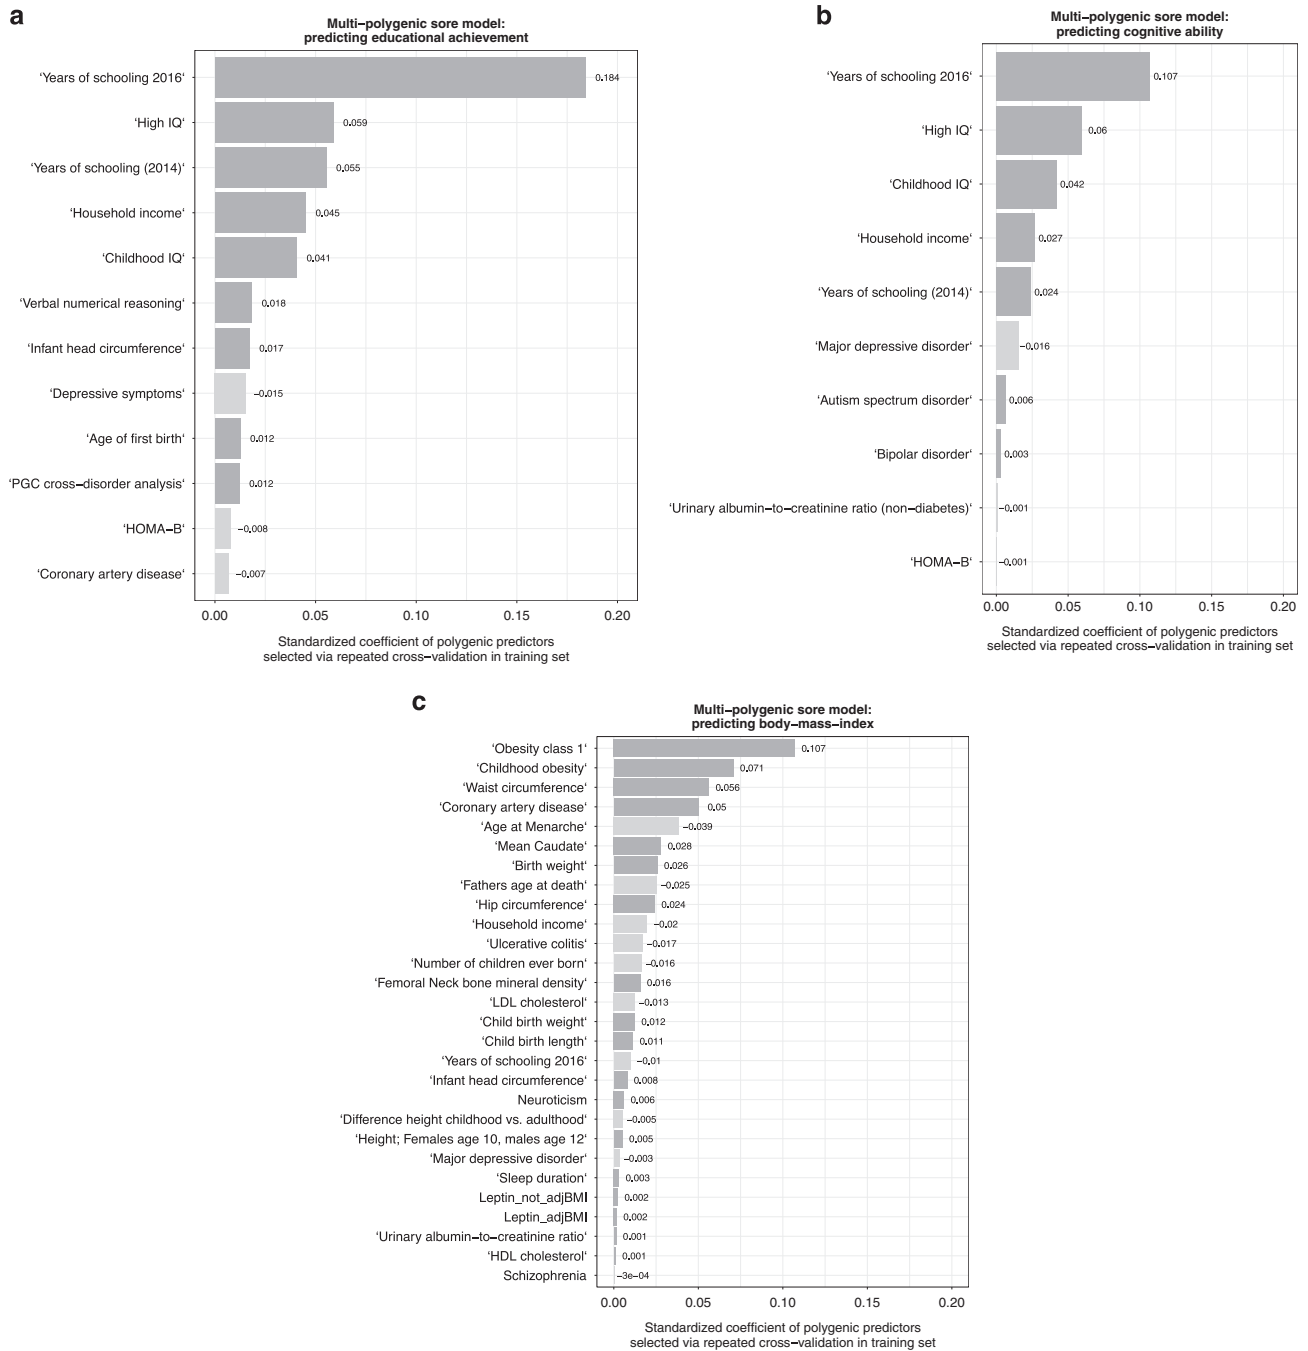 a
Multi−polygenic sore model:
predicting educational achievement
‘Years of schooling 2016‘ 0.184
‘High IQ‘ 0.059
‘Years of schooling (2014)‘ 0.055
‘Household income‘ 0.045
‘Childhood IQ‘ 0.041
‘Verbal numerical reasoning‘ 0.018
‘Infant head circumference‘ 0.017
‘Depressive symptoms‘ −0.015
‘Age of first birth‘ 0.012
‘PGC cross−disorder analysis‘ 0.012
‘HOMA−B‘ −0.008
‘Coronary artery disease‘ −0.007
0.00 0.05 0.10 0.15 0.20
Standardized coefficient of polygenic predictors
selected via repeated cross−validation in training set
b
Multi−polygenic sore model:
predicting cognitive ability
‘Years of schooling 2016‘ 0.107
‘High IQ‘ 0.06
‘Childhood IQ‘ 0.042
‘Household income‘ 0.027
‘Years of schooling (2014)‘ 0.024
‘Major depressive disorder‘ −0.016
‘Autism spectrum disorder‘ 0.006
‘Bipolar disorder‘ 0.003
‘Urinary albumin−to−creatinine ratio (non−diabetes)‘ −0.001
‘HOMA−B‘ −0.001
0.00 0.05 0.10 0.15 0.20
Standardized coefficient of polygenic predictors
selected via repeated cross−validation in training set
c
Multi−polygenic sore model:
predicting body−mass−index
‘Obesity class 1‘ 0.107
‘Childhood obesity‘ 0.071
‘Waist circumference‘ 0.056
‘Coronary artery disease‘ 0.05
‘Age at Menarche‘ −0.039
‘Mean Caudate‘ 0.028
‘Birth weight‘ 0.026
‘Fathers age at death‘ −0.025
‘Hip circumference‘ 0.024
‘Household income‘ −0.02
‘Ulcerative colitis‘ −0.017
‘Number of children ever born‘ −0.016
‘Femoral Neck bone mineral density‘ 0.016
‘LDL cholesterol‘ −0.013
‘Child birth weight‘ 0.012
‘Child birth length‘ 0.011
‘Years of schooling 2016‘ −0.01
‘Infant head circumference‘ 0.008
Neuroticism 0.006
‘Difference height childhood vs. adulthood‘ −0.005
‘Height; Females age 10, males age 12‘ 0.005
‘Major depressive disorder‘ −0.003
‘Sleep duration‘ 0.003
Leptin_not_adjBMI 0.002
Leptin_adjBMI 0.002
‘Urinary albumin−to−creatinine ratio‘ 0.001
‘HDL cholesterol‘ 0.001
Schizophrenia −3e−04
0.00 0.05 0.10 0.15 0.20
Standardized coefficient of polygenic predictors
selected via repeated cross−validation in training set